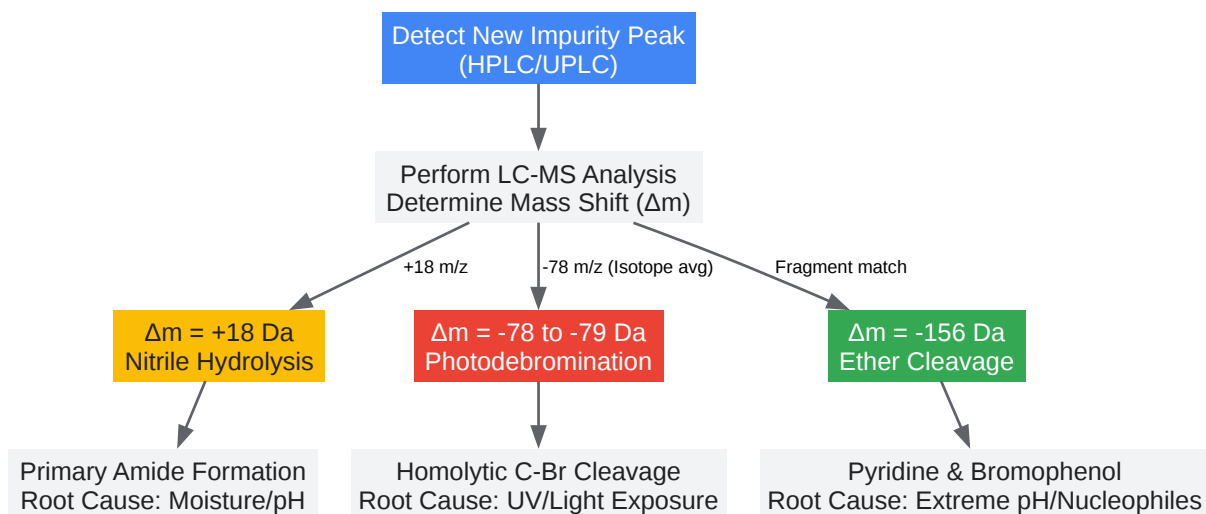 Detect New Impurity Peak
(HPLC/UPLC)
Perform LC-MS Analysis
Determine Mass Shift (Δm)
+18 m/z
-78 m/z (Isotope avg)
Fragment match
Δm = +18 Da
Nitrile Hydrolysis
Δm = -78 to -79 Da
Photodebromination
Δm = -156 Da
Ether Cleavage
Primary Amide Formation
Root Cause: Moisture/pH
Homolytic C-Br Cleavage
Root Cause: UV/Light Exposure
Pyridine & Bromophenol
Root Cause: Extreme pH/Nucleophiles